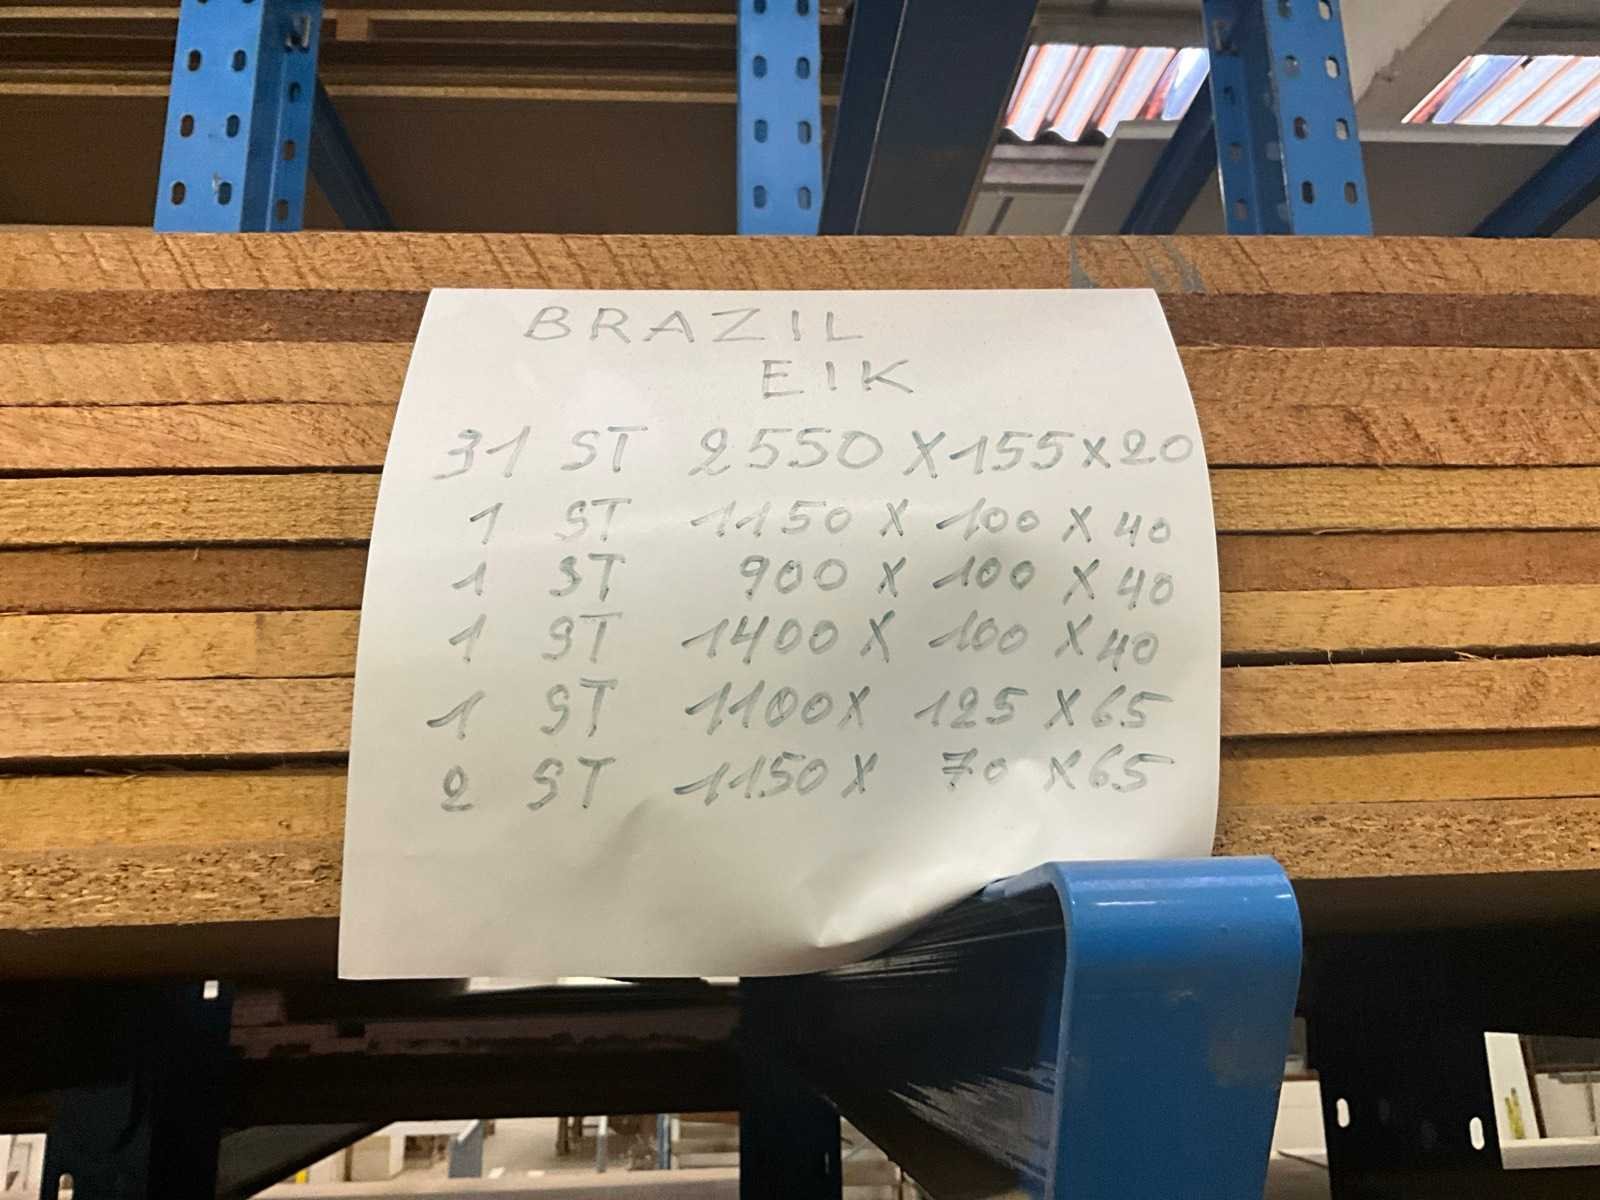 BRAZIL
EIK
31 ST 2550 X 155 X 20
1 ST 1150 X 100 X 40
1 ST 900 X 100 X 40
1 ST 1400 X 100 X 40
1 ST 1100 X 125 X 65
2 ST 1150 X 70 X 65